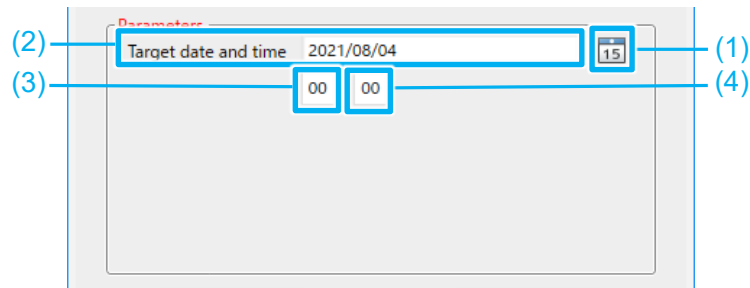 Parameters
(2) Target date and time 2021/08/04 15 (1)
(3) 00 00 (4)